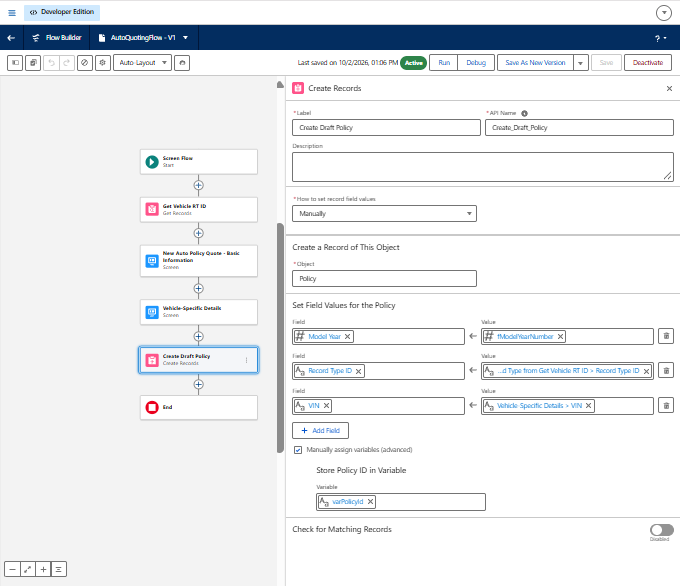 Developer Edition
Flow Builder
AutoQuotingFlow - V1
?
Auto-Layout
Last saved on 10/2/2026, 01:06 PM
Active
Run
Debug
Save As New Version
Save
Deactivate
Screen Flow
Start
Get Vehicle RT ID
Get Records
New Auto Policy Quote - Basic
Information
Screen
Vehicle-Specific Details
Screen
Create Draft Policy
Create Records
End
Create Records
*Label
Create Draft Policy
*API Name
Create_Draft_Policy
Description
*How to set record field values
Manually
Create a Record of This Object
*Object
Policy
Set Field Values for the Policy
Field
Model Year
Value
fModelYearNumber
Field
Record Type ID
Value
...d Type from Get Vehicle RT ID > Record Type ID
Field
VIN
Value
Vehicle-Specific Details > VIN
+ Add Field
Manually assign variables (advanced)
Store Policy ID in Variable
Variable
varPolicyId
Check for Matching Records
Disabled